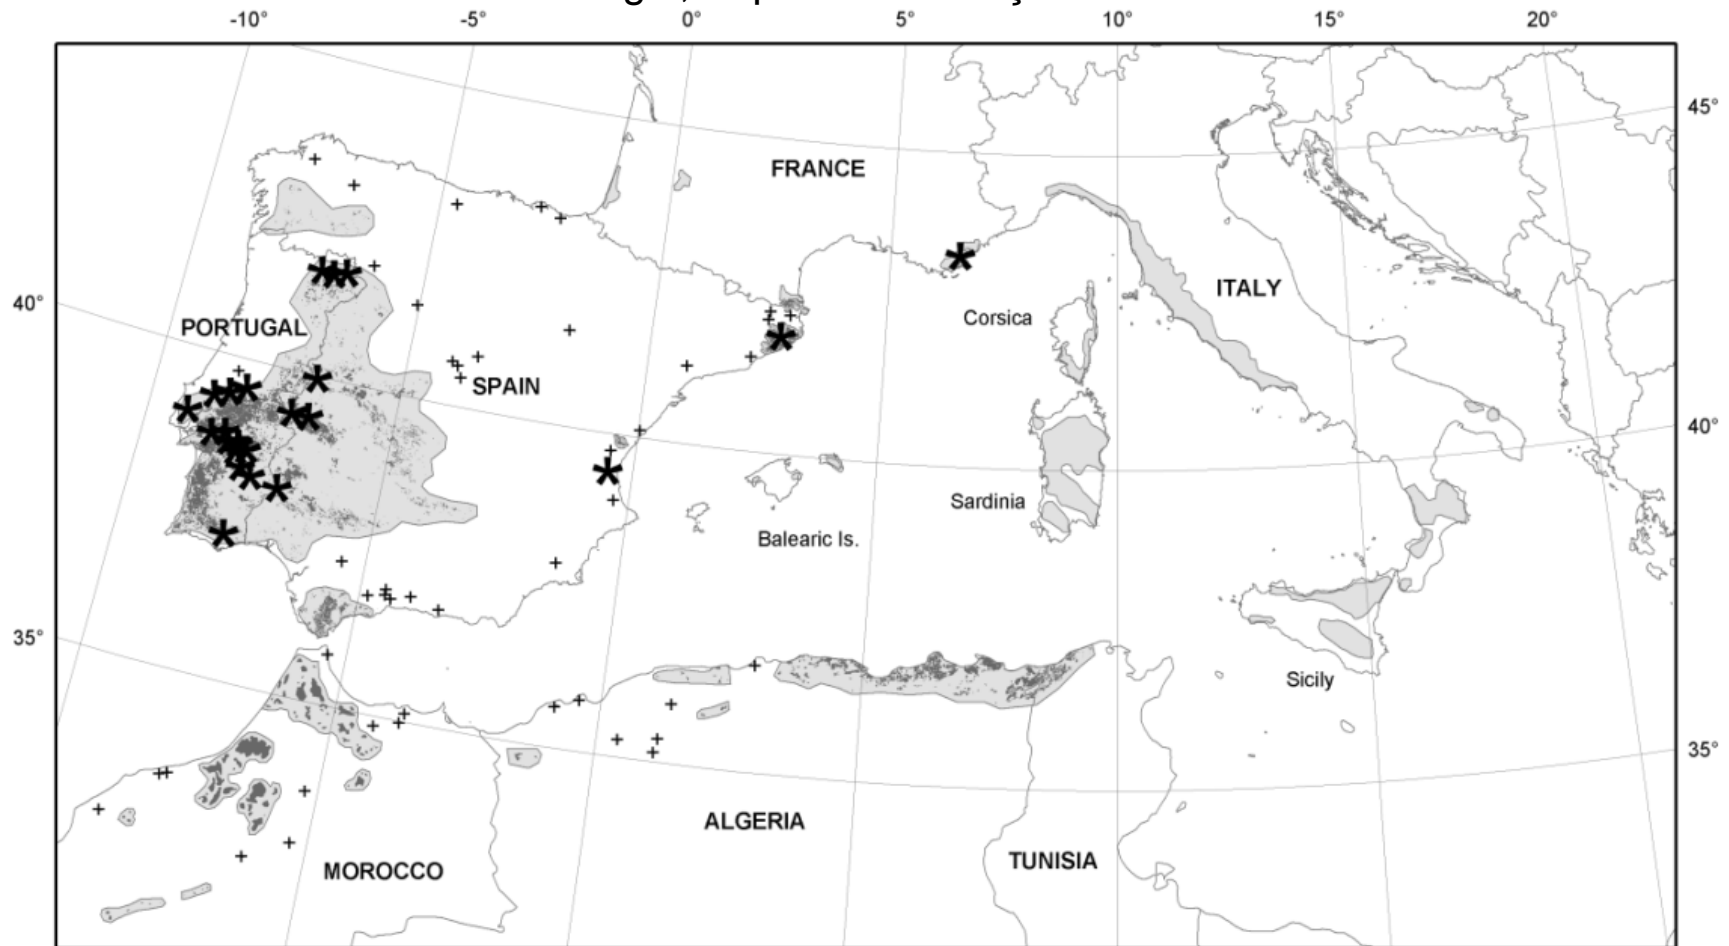 -10° -5° 0° 5° 10° 15° 20°
45°
FRANCE
ITALY
40°
Corsica
PORTUGAL
SPAIN
40°
Sardinia
Balearic Is.
35°
Sicily
35°
ALGERIA
TUNISIA
MOROCCO